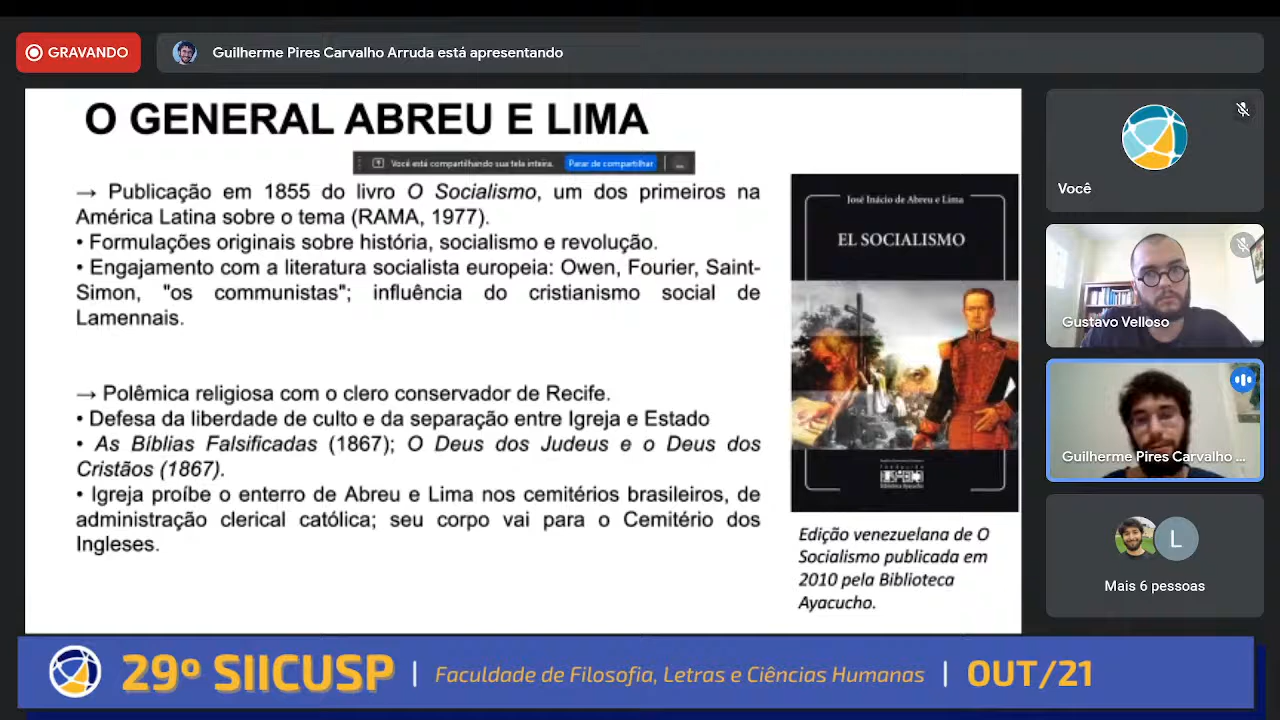 GRAVANDO
Guilherme Pires Carvalho Arruda está apresentando
O GENERAL ABREU E LIMA
Você está compartilhando sua tela inteira.
Parar de compartilhar
→ Publicação em 1855 do livro O Socialismo, um dos primeiros na
América Latina sobre o tema (RAMA, 1977).
• Formulações originais sobre história, socialismo e revolução.
• Engajamento com a literatura socialista europeia: Owen, Fourier, Saint-
Simon, "os communistas"; influência do cristianismo social de
Lamennais.
→ Polêmica religiosa com o clero conservador de Recife.
• Defesa da liberdade de culto e da separação entre Igreja e Estado
• As Bíblias Falsificadas (1867); O Deus dos Judeus e o Deus dos
Cristãos (1867).
• Igreja proíbe o enterro de Abreu e Lima nos cemitérios brasileiros, de
administração clerical católica; seu corpo vai para o Cemitério dos
Ingleses.
José Inácio de Abreu e Lima
EL SOCIALISMO
Edição venezuelana de O
Socialismo publicada em
2010 pela Biblioteca
Ayacucho.
Você
Gustavo Velloso
Guilherme Pires Carvalho ...
L
Mais 6 pessoas
29º SIICUSP | Faculdade de Filosofia, Letras e Ciências Humanas | OUT/21